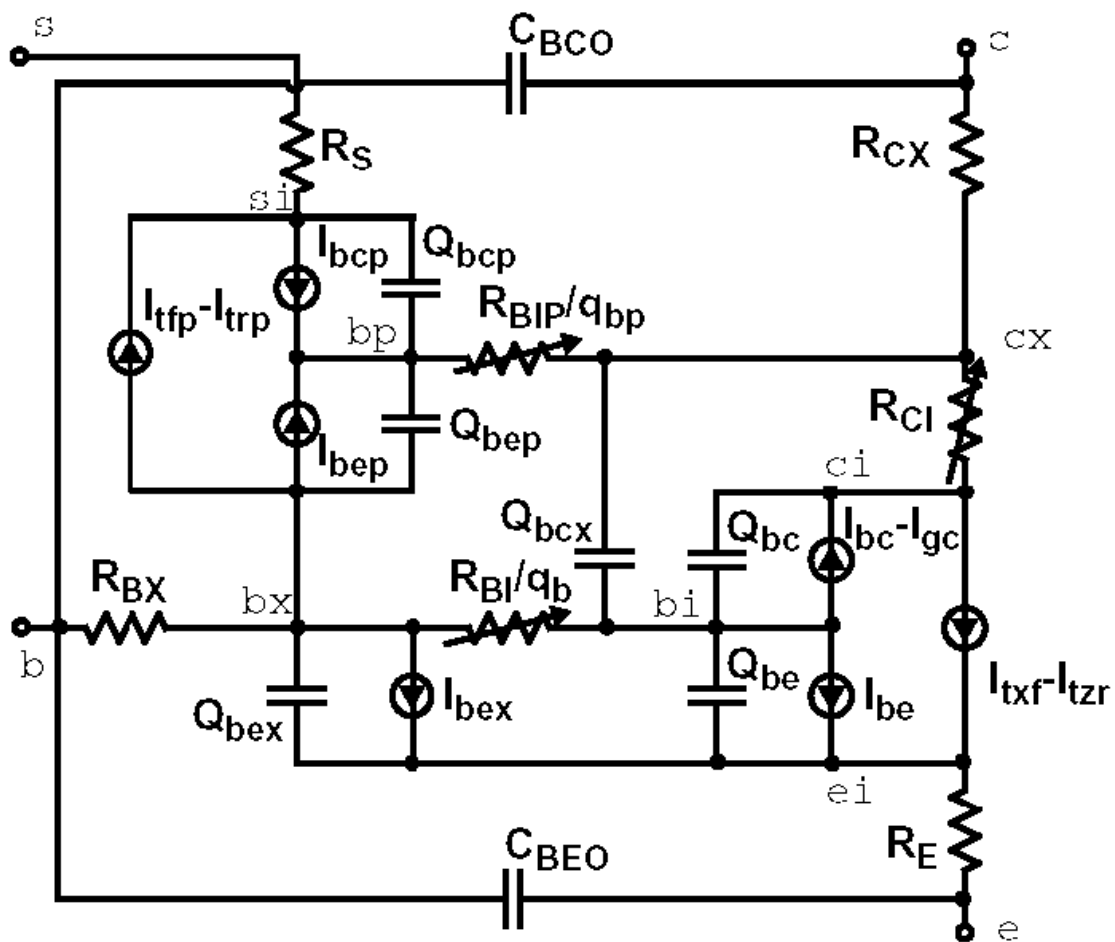 s
C_BCO
c
R_S
R_CX
si
I_bcp
Q_bcp
I_tfp-I_trp
bp
R_BIP/q_bp
cx
R_CI
I_bep
Q_bep
ci
Q_bcx
Q_bc
I_bc-I_gc
R_BX
bx
R_BI/q_b
bi
b
Q_bex
I_bex
Q_be
I_be
I_txf-I_tzr
ei
R_E
C_BEO
e